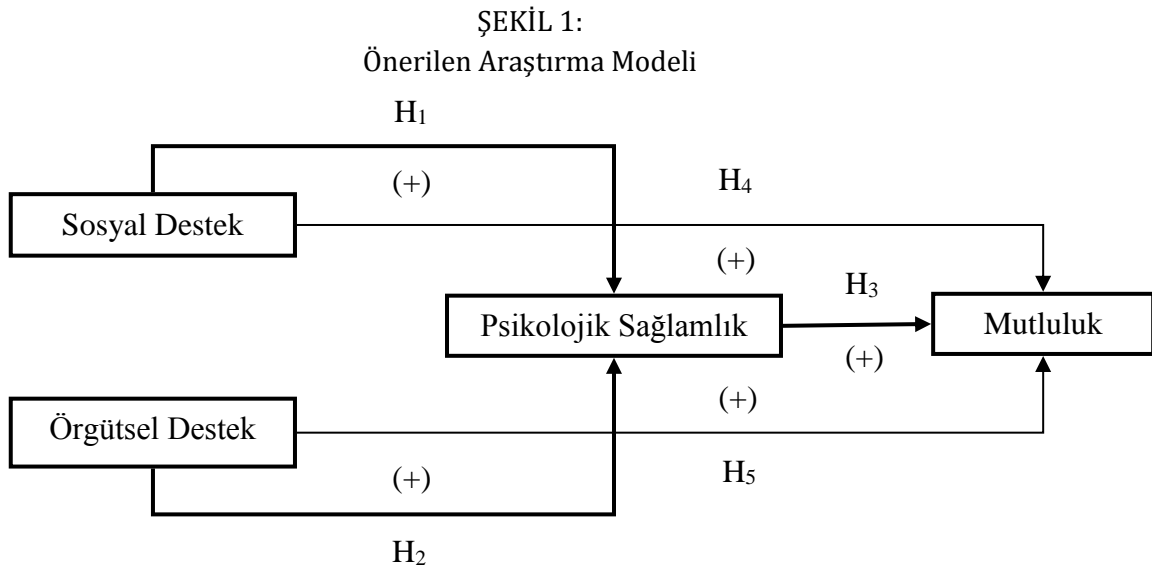 ŞEKİL 1:
Önerilen Araştırma Modeli
H₁
(+)
H₄
Sosyal Destek
(+)
H₃
Psikolojik Sağlamlık
Mutluluk
(+)
(+)
Örgütsel Destek
(+)
H₅
H₂